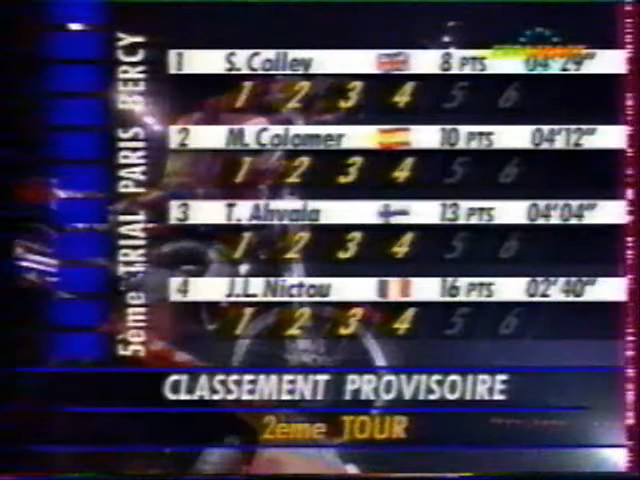 5ème TRIAL PARIS BERCY
1 S. Colley 8 PTS 04'29"
1 2 3 4 5 6
2 M. Colomer 10 PTS 04'12"
1 2 3 4 5 6
3 T. Ahvala 13 PTS 04'04"
1 2 3 4 5 6
4 J.L. Nictou 16 PTS 02'40"
1 2 3 4 5 6
CLASSEMENT PROVISOIRE
2ème TOUR